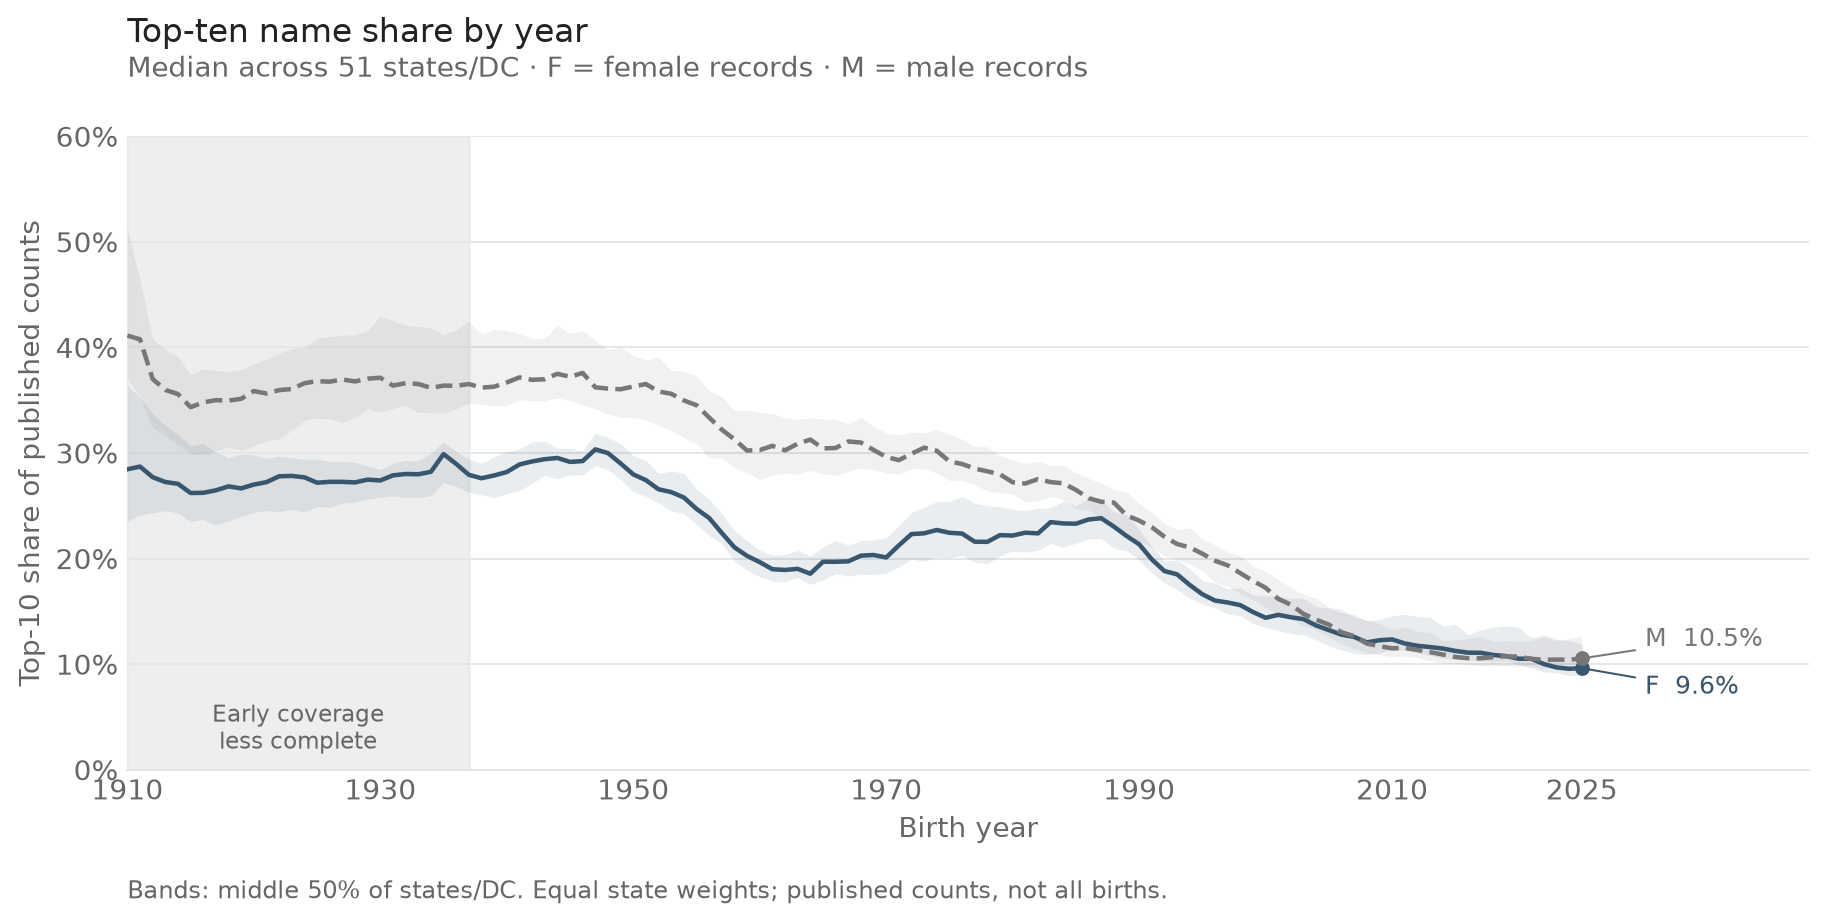 Top-ten name share by year
Median across 51 states/DC · F = female records · M = male records
Top-10 share of published counts
60%
50%
40%
30%
20%
10%
0%
Early coverage
less complete
M 10.5%
F 9.6%
1910 1930 1950 1970 1990 2010 2025
Birth year
Bands: middle 50% of states/DC. Equal state weights; published counts, not all births.